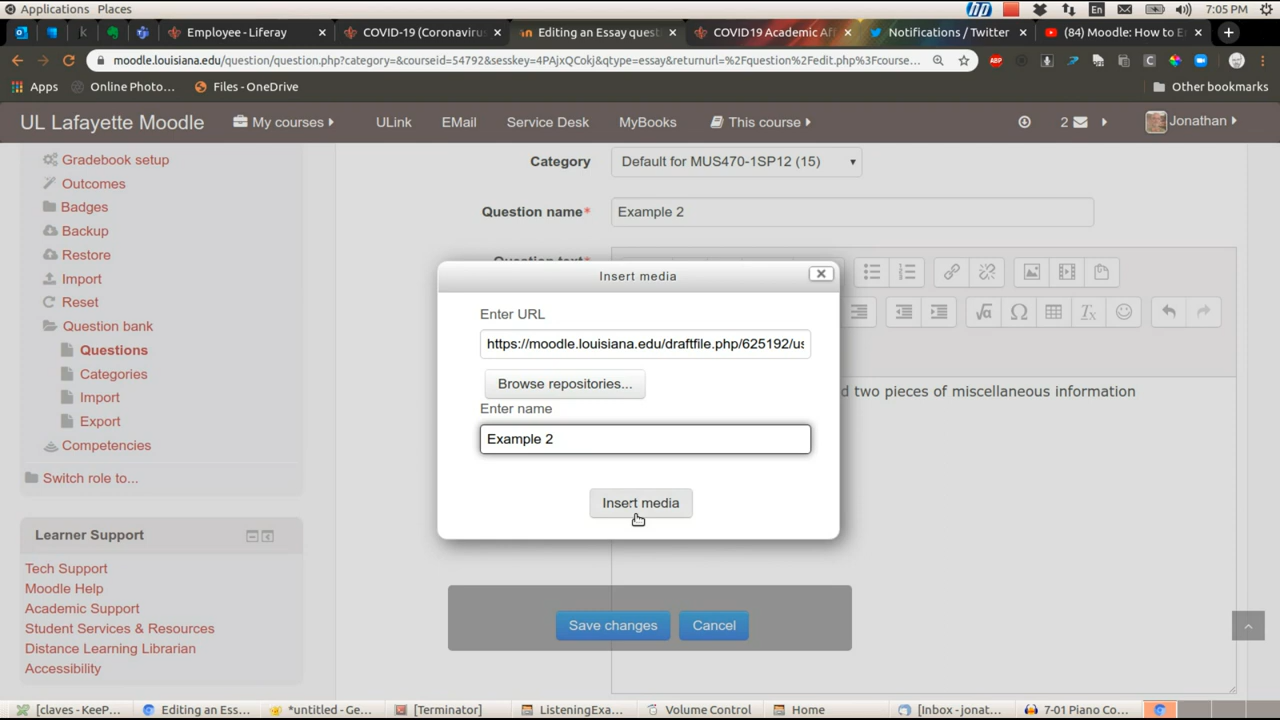 Applications Places
En 7:05 PM
Employee - Liferay
COVID-19 (Coronavirus
Editing an Essay quest
COVID19 Academic Aff
Notifications / Twitter
(84) Moodle: How to E
moodle.louisiana.edu/question/question.php?category=&courseid=54792&sesskey=4PAjxQCokj&qtype=essay&returnurl=%2Fquestion%2Fedit.php%3Fcourse...
ABP
Apps Online Photo... Files - OneDrive Other bookmarks
UL Lafayette Moodle My courses ULink EMail Service Desk MyBooks This course 2 Jonathan
Gradebook setup
Outcomes
Badges
Backup
Restore
Import
Reset
Question bank
Questions
Categories
Import
Export
Competencies
Switch role to...
Learner Support
Tech Support
Moodle Help
Academic Support
Student Services & Resources
Distance Learning Librarian
Accessibility
Category Default for MUS470-1SP12 (15)
Question name* Example 2
Question text*
d two pieces of miscellaneous information
Insert media
Enter URL
https://moodle.louisiana.edu/draftfile.php/625192/us
Browse repositories...
Enter name
Example 2
Insert media
Save changes Cancel
[claves - KeeP... Editing an Ess... *untitled - Ge... [Terminator] ListeningExa... Volume Control Home [Inbox - jonat... 7-01 Piano Co...